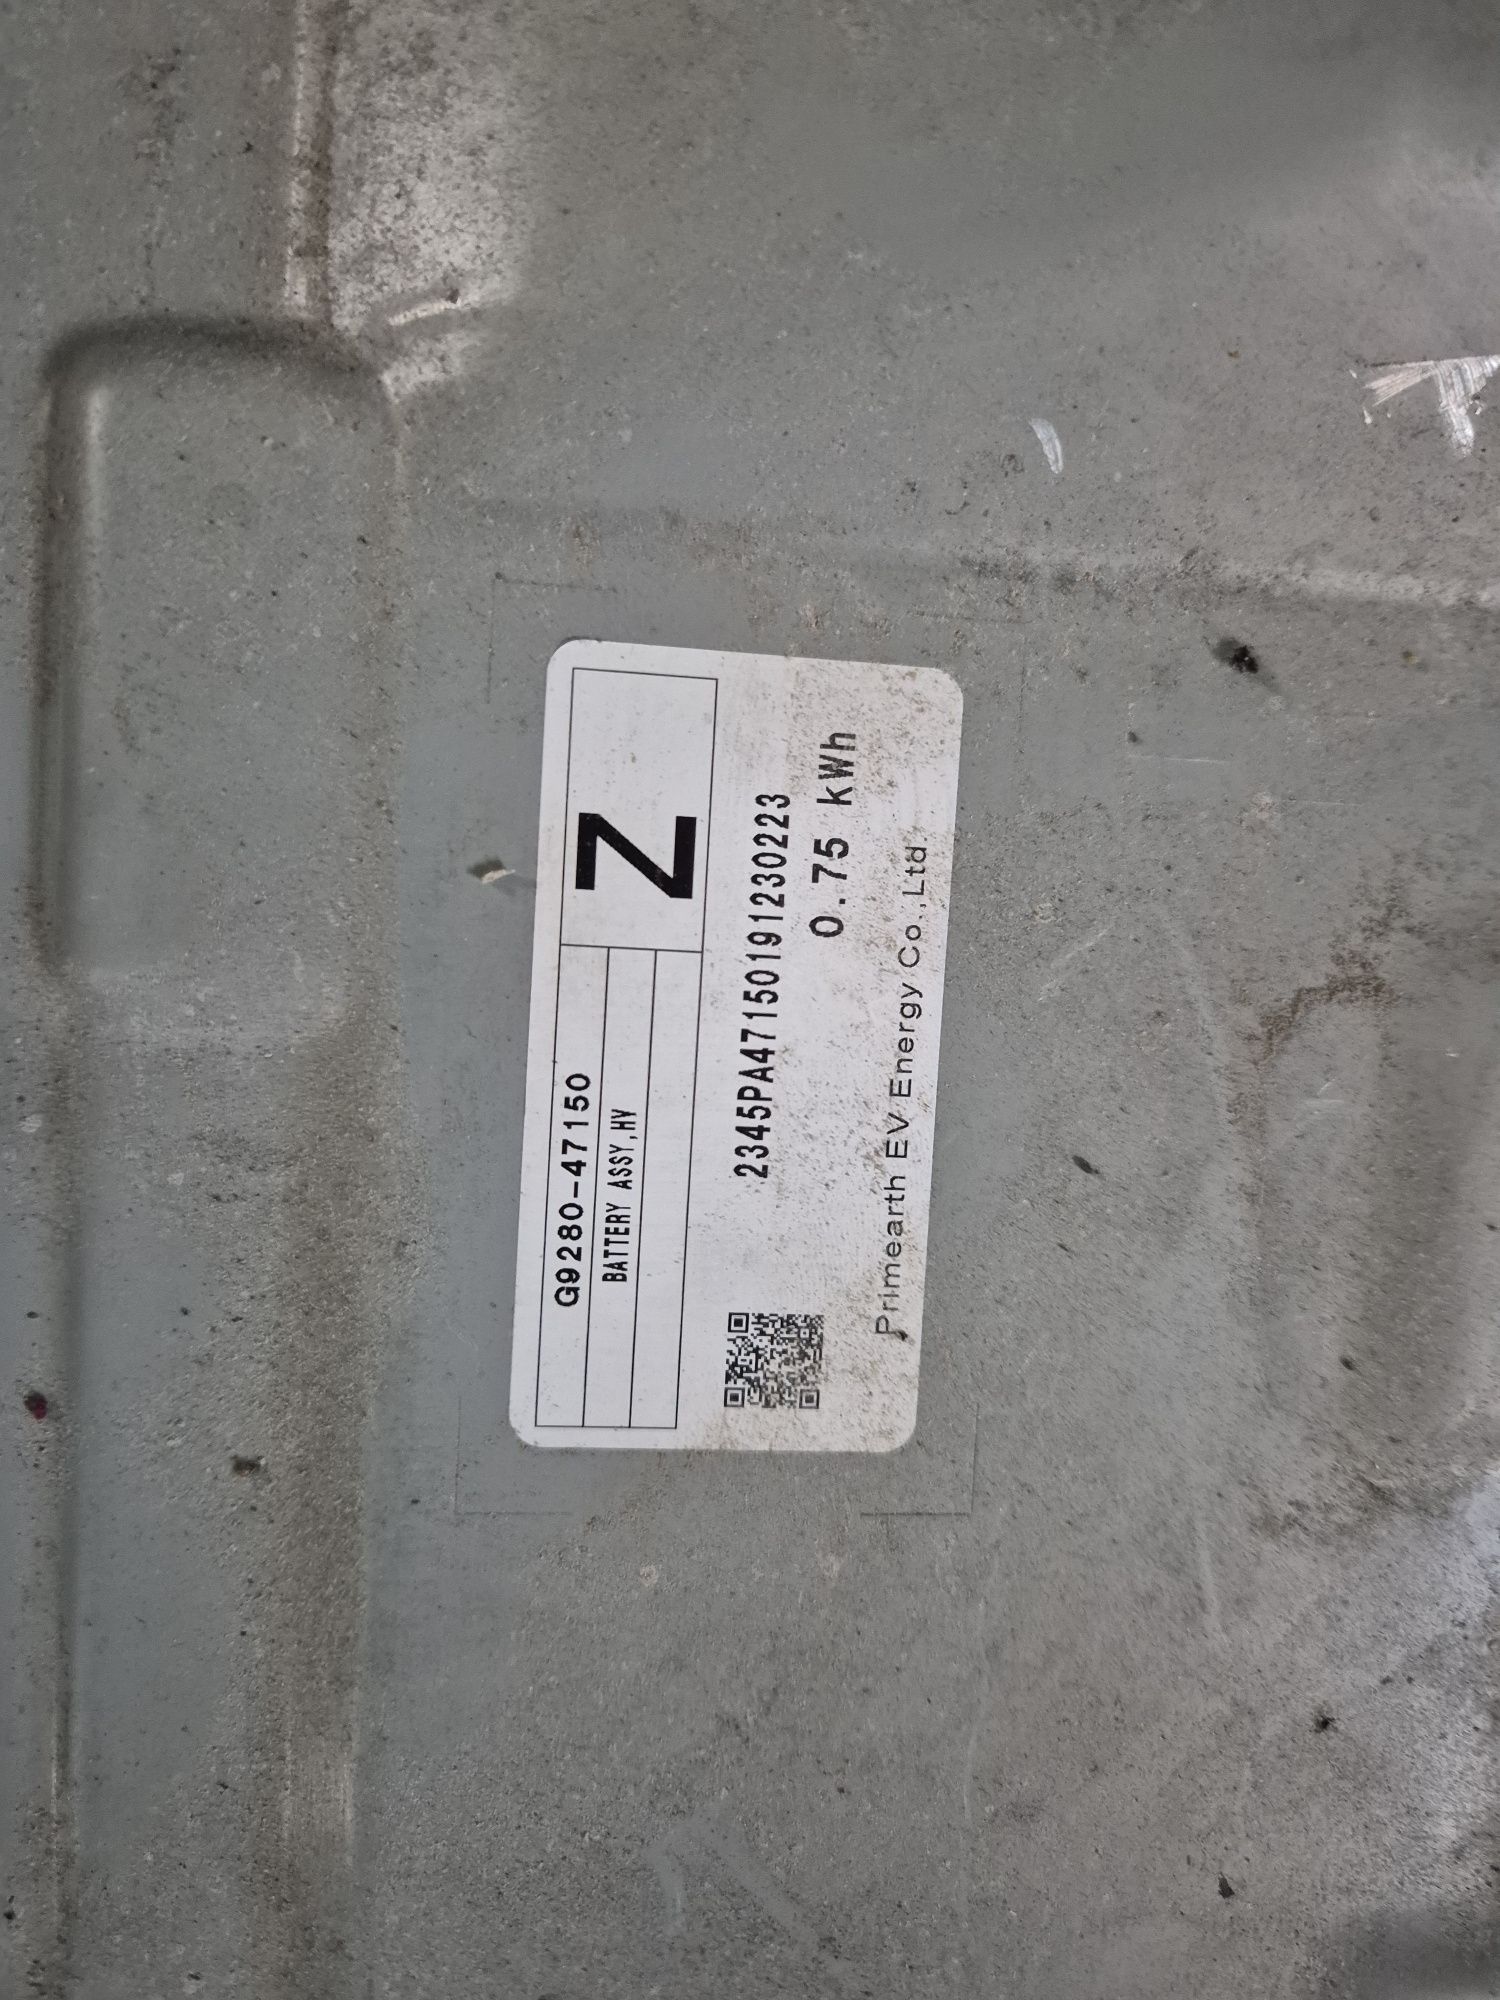 G9280-47150
BATTERY ASSY,HV
Z
2345PA47150191230223
0.75 kWh
Primearth EV Energy Co.,Ltd.